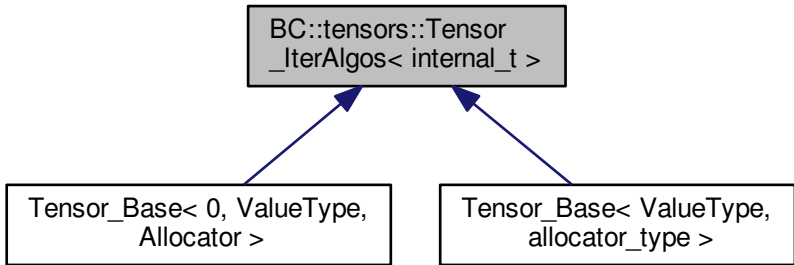 BC::tensors::Tensor
_IterAlgos< internal_t >
Tensor_Base< 0, ValueType,
Allocator >
Tensor_Base< ValueType,
allocator_type >